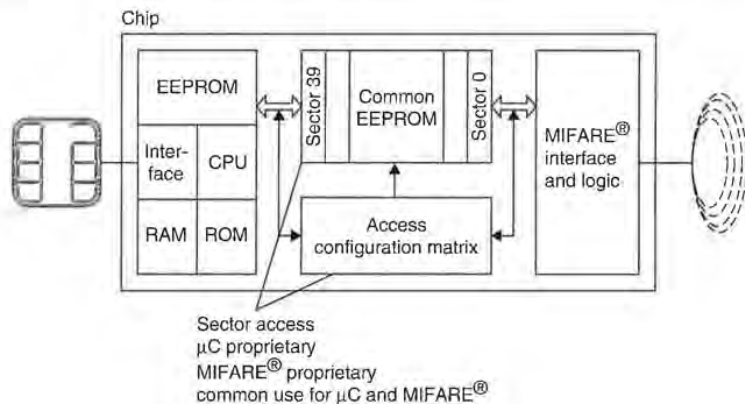 Chip
EEPROM
Inter-
face
CPU
RAM
ROM
Sector 39
Common
EEPROM
Sector 0
Access
configuration matrix
MIFARE®
interface
and logic
Sector access
μC proprietary
MIFARE® proprietary
common use for μC and MIFARE®